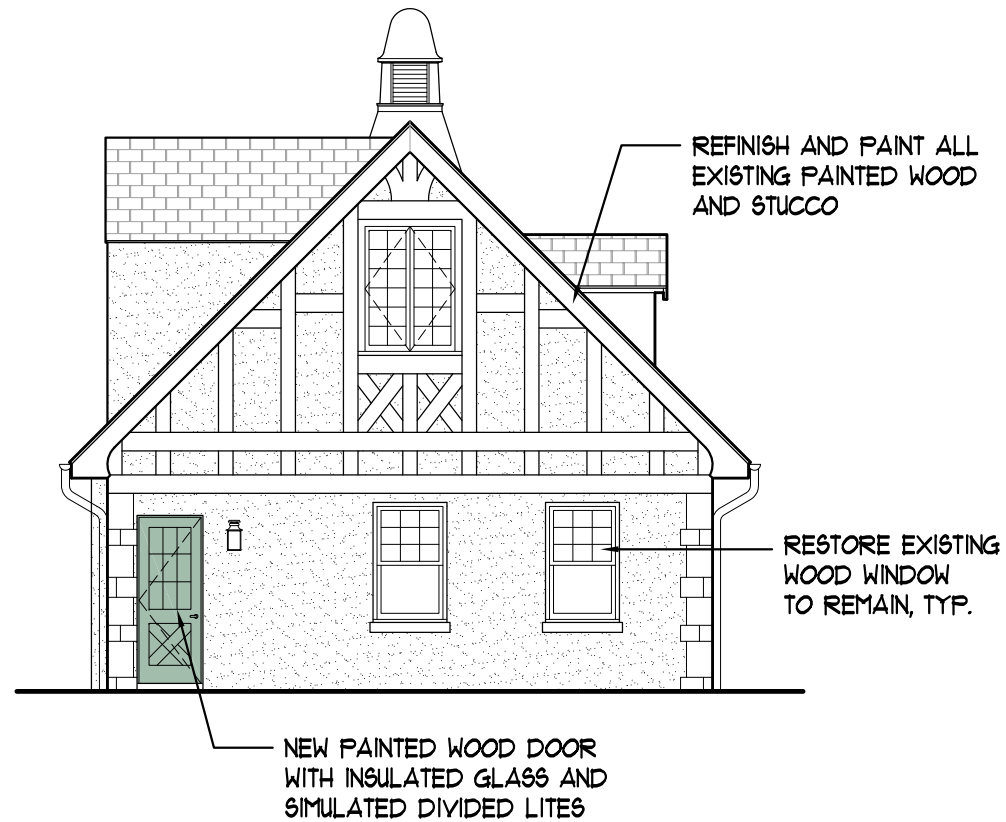 REFINISH AND PAINT ALL
EXISTING PAINTED WOOD
AND STUCCO
RESTORE EXISTING
WOOD WINDOW
TO REMAIN, TYP.
NEW PAINTED WOOD DOOR
WITH INSULATED GLASS AND
SIMULATED DIVIDED LITES